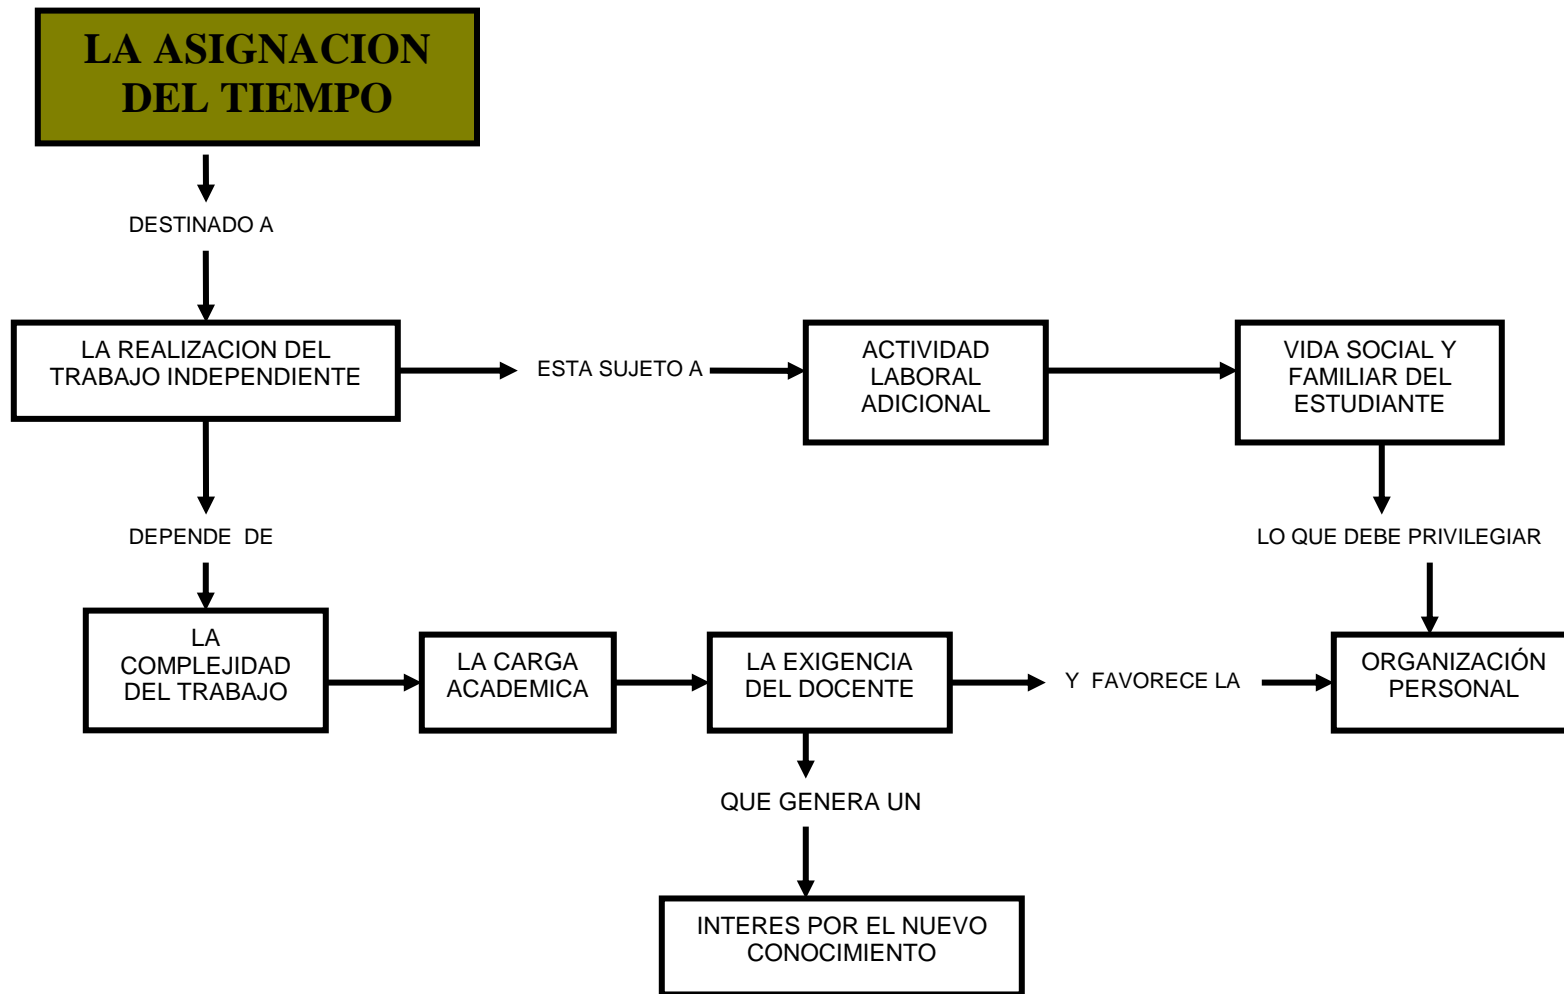 LA ASIGNACION
DEL TIEMPO
DESTINADO A
LA REALIZACION DEL
TRABAJO INDEPENDIENTE
ESTA SUJETO A
ACTIVIDAD
LABORAL
ADICIONAL
VIDA SOCIAL Y
FAMILIAR DEL
ESTUDIANTE
DEPENDE  DE
LO QUE DEBE PRIVILEGIAR
LA
COMPLEJIDAD
DEL TRABAJO
LA CARGA
ACADEMICA
LA EXIGENCIA
DEL DOCENTE
Y  FAVORECE LA
ORGANIZACIÓN
PERSONAL
QUE GENERA UN
INTERES POR EL NUEVO
CONOCIMIENTO